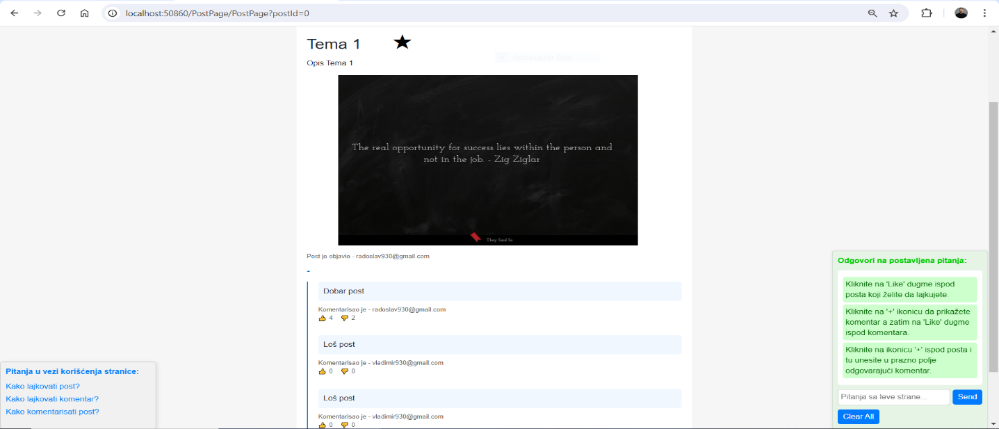 localhost:50860/PostPage/PostPage?postId=0
Tema 1
Opis Tema 1
Rectangular Snip
The real opportunity for success lies within the person and
not in the job. - Zig Ziglar
They Said So
Post je objavio - radoslav930@gmail.com
-
Dobar post
Komentarisao je - radoslav930@gmail.com
4 2
Loš post
Komentarisao je - vladimir930@gmail.com
0 0
Loš post
Komentarisao je - vladimir930@gmail.com
0 0
Pitanja u vezi korišćenja stranice:
Kako lajkovati post?
Kako lajkovati komentar?
Kako komentarisati post?
Odgovori na postavljena pitanja:
Kliknite na 'Like' dugme ispod
posta koji želite da lajkujete.
Kliknite na '+' ikonicu da prikažete
komentar a zatim na 'Like' dugme
ispod komentara.
Kliknite na ikonicu '+' ispod posta i
tu unesite u prazno polje
odgovarajući komentar.
Pitanja sa leve strane...
Send
Clear All